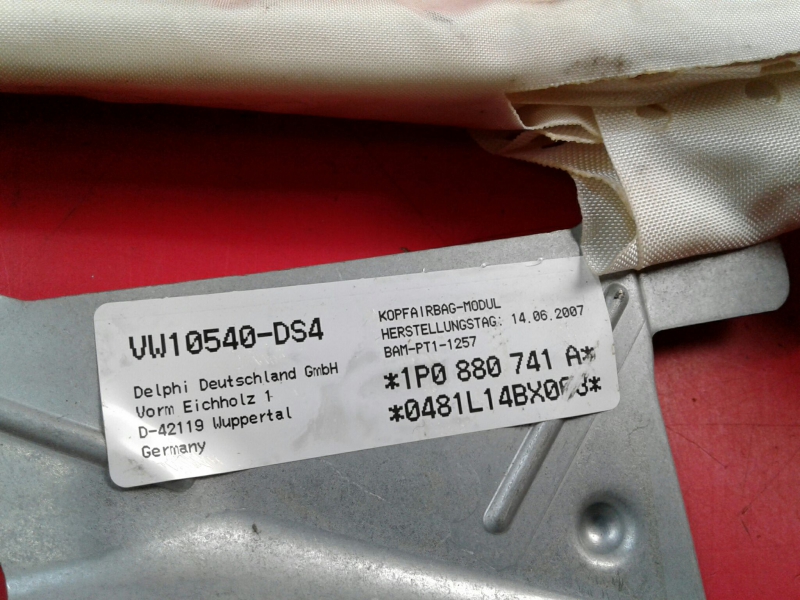 VW10540-DS4
Delphi Deutschland GmbH
Vorm Eichholz 1
D-42119 Wuppertal
Germany
KOPFAIRBAG-MODUL
HERSTELLUNGSTAG: 14.06.2007
BAM-PT1-1257
*1P0 880 741 A*